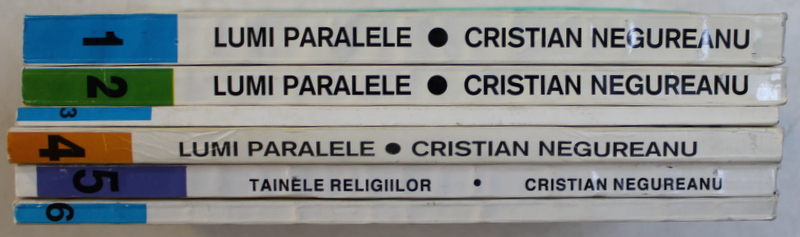 1 LUMI PARALELE ● CRISTIAN NEGUREANU
2 LUMI PARALELE ● CRISTIAN NEGUREANU
3
4 LUMI PARALELE ● CRISTIAN NEGUREANU
5 TAINELE RELIGIILOR • CRISTIAN NEGUREANU
6